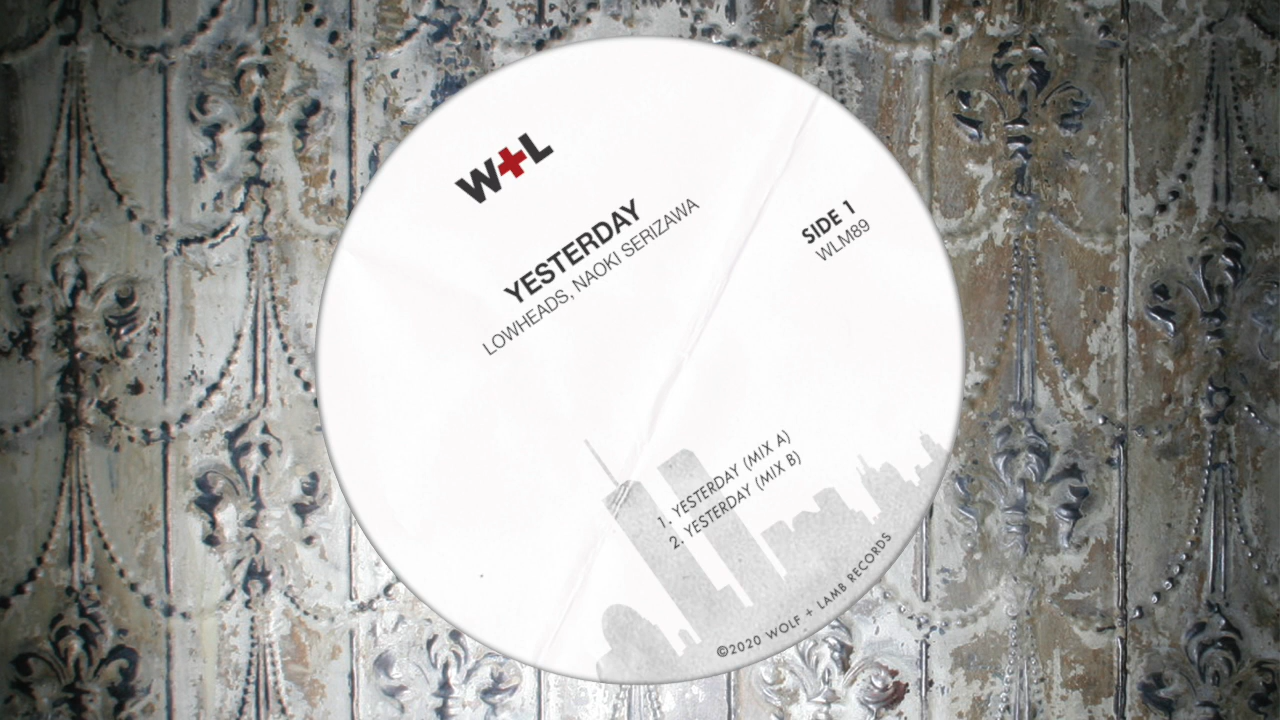 W+L
YESTERDAY
LOWHEADS, NAOKI SERIZAWA
SIDE 1
WLM89
1. YESTERDAY (MIX A)
2. YESTERDAY (MIX B)
©2020 WOLF + LAMB RECORDS